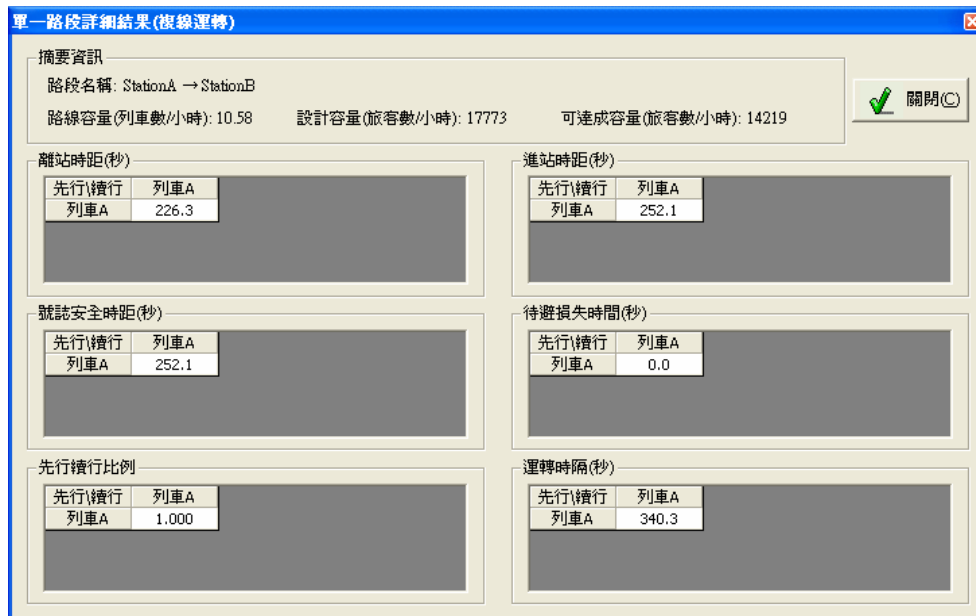 單一路段詳細結果(複線運轉)
摘要資訊
路段名稱: StationA →StationB
路線容量(列車數/小時): 10.58 設計容量(旅客數/小時): 17773 可達成容量(旅客數/小時): 14219
關閉(C)
離站時距(秒)
先行\續行 列車A
列車A 226.3
進站時距(秒)
先行\續行 列車A
列車A 252.1
號誌安全時距(秒)
先行\續行 列車A
列車A 252.1
待避損失時間(秒)
先行\續行 列車A
列車A 0.0
先行續行比例
先行\續行 列車A
列車A 1.000
運轉時隔(秒)
先行\續行 列車A
列車A 340.3